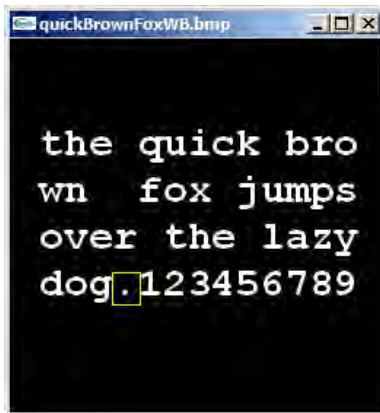 quickBrownFoxWB.bmp
the quick bro
wn  fox jumps
over the lazy
dog.123456789